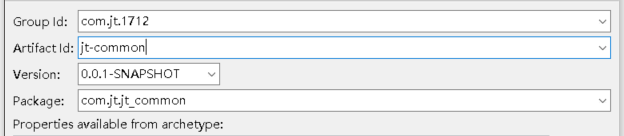 Group Id: com.jt.1712
Artifact Id: jt-common
Version: 0.0.1-SNAPSHOT
Package: com.jt.jt_common
Properties available from archetype: